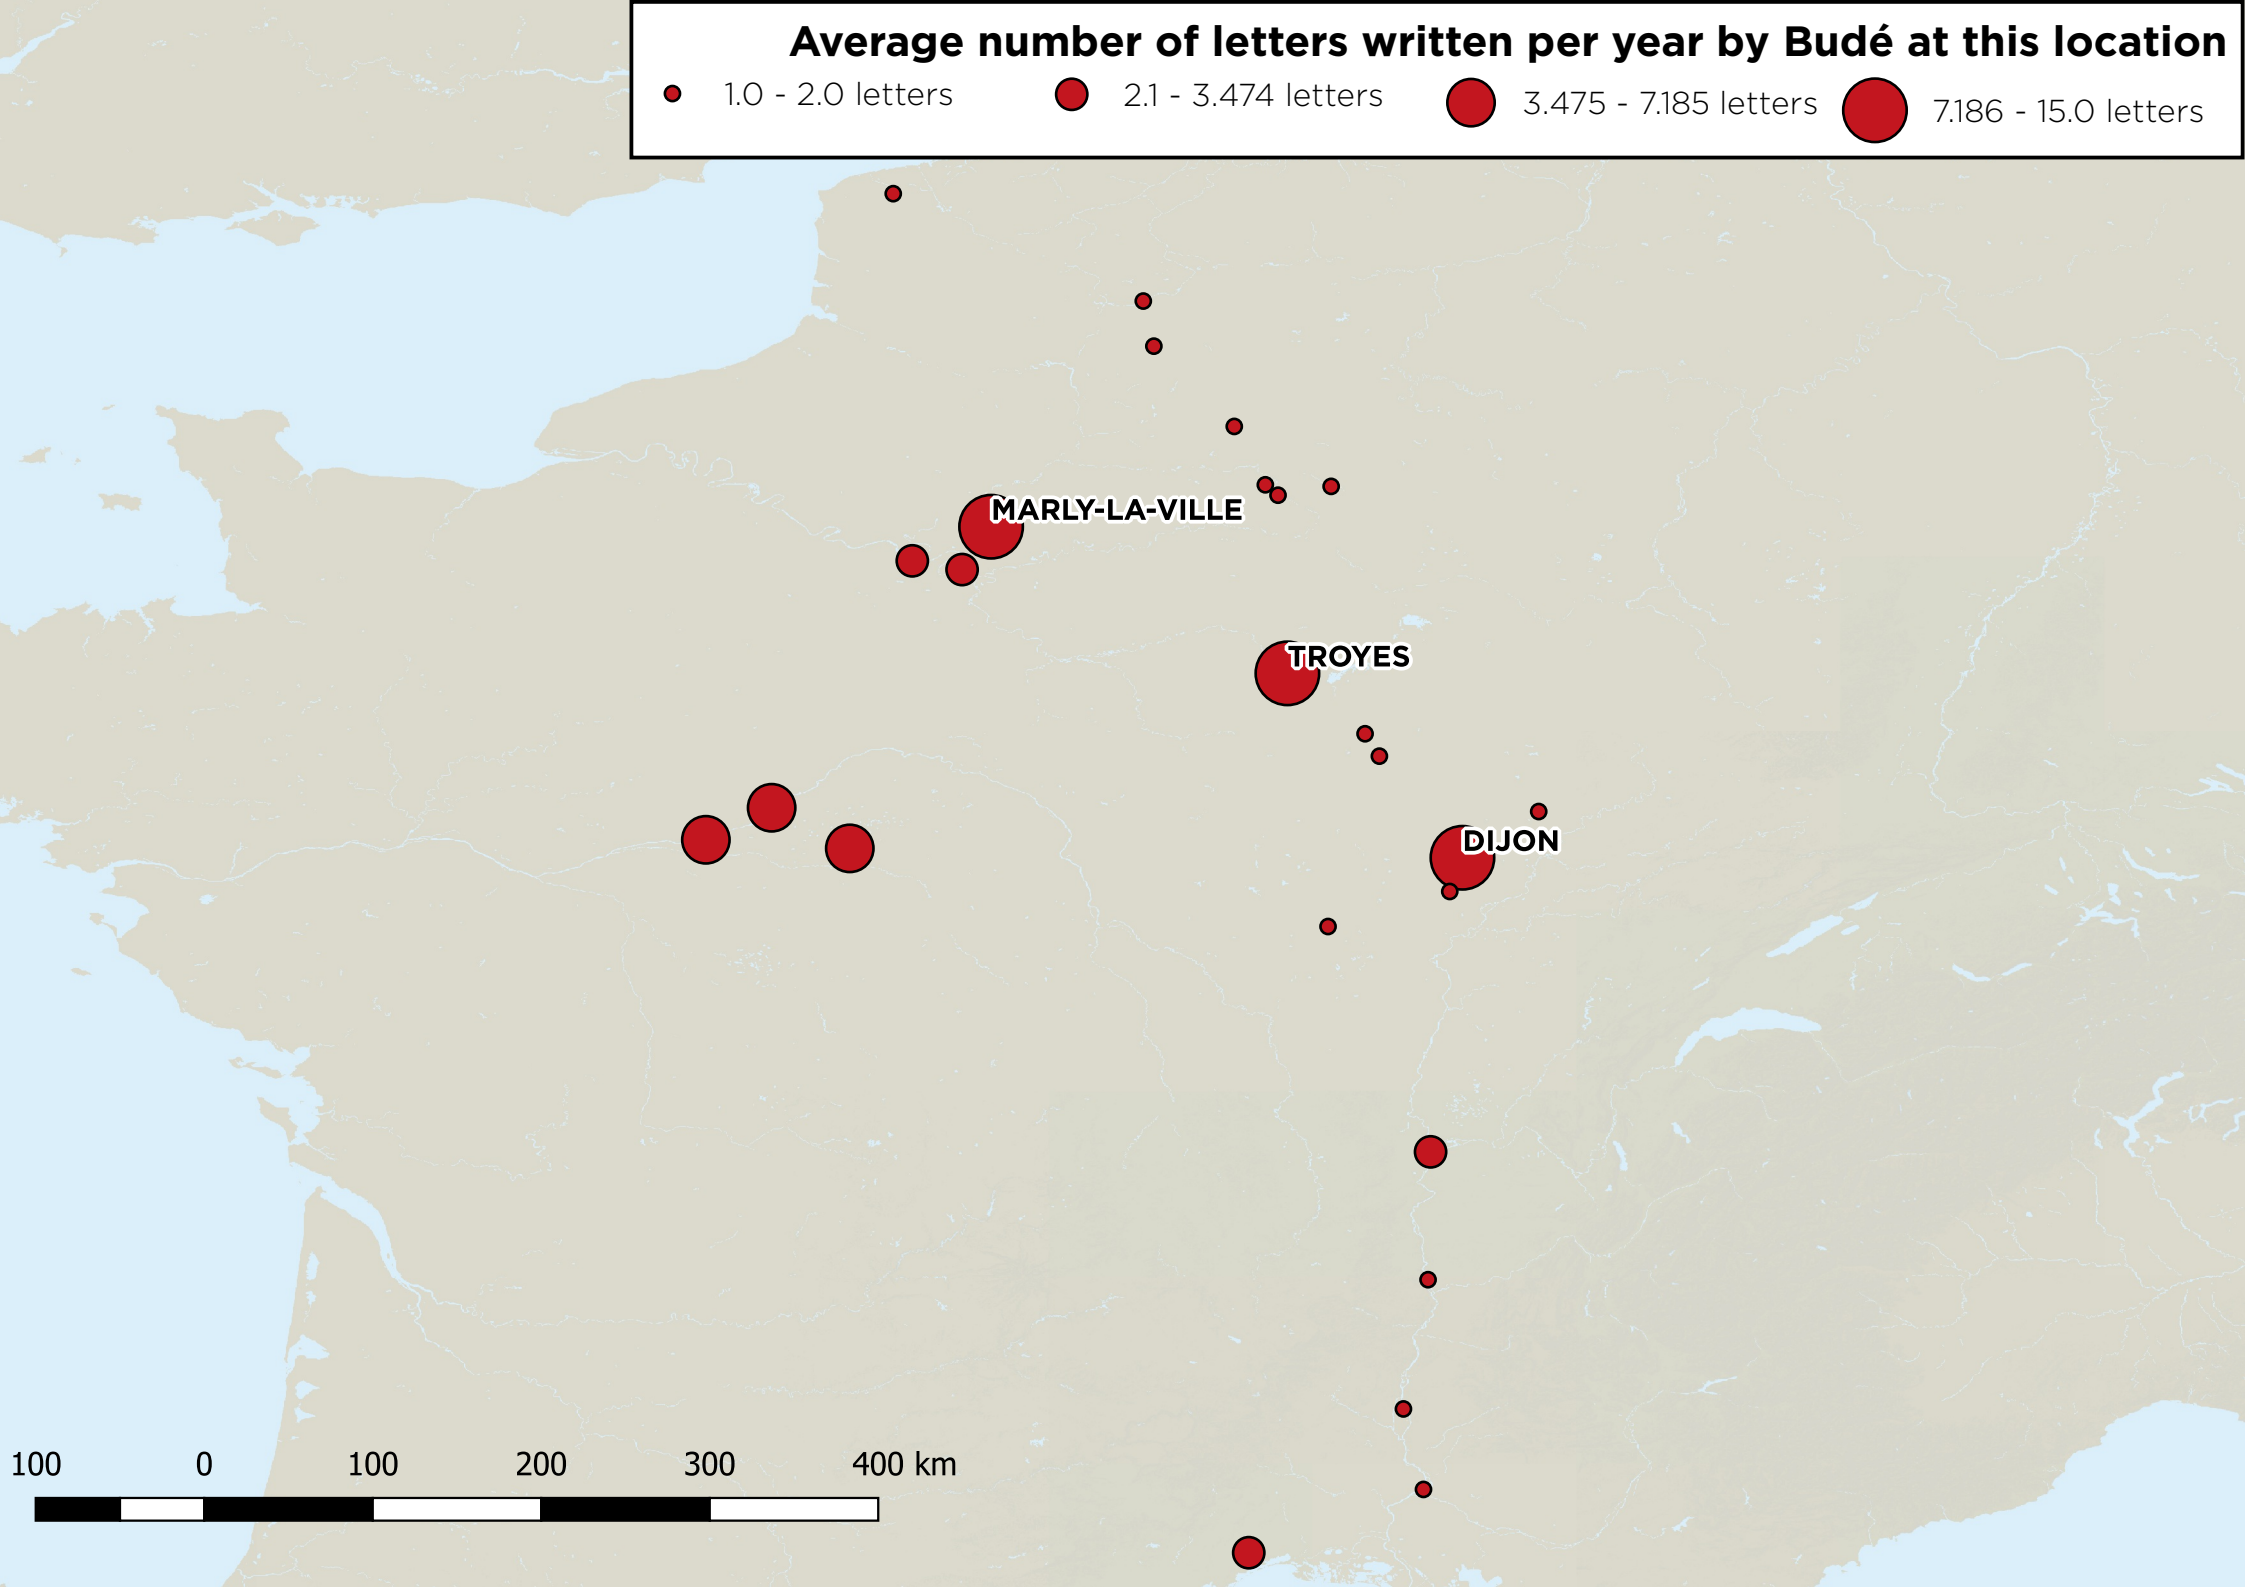 Average number of letters written per year by Budé at this location
1.0 - 2.0 letters 2.1 - 3.474 letters 3.475 - 7.185 letters 7.186 - 15.0 letters
MARLY-LA-VILLE
TROYES
DIJON
100 0 100 200 300 400 km